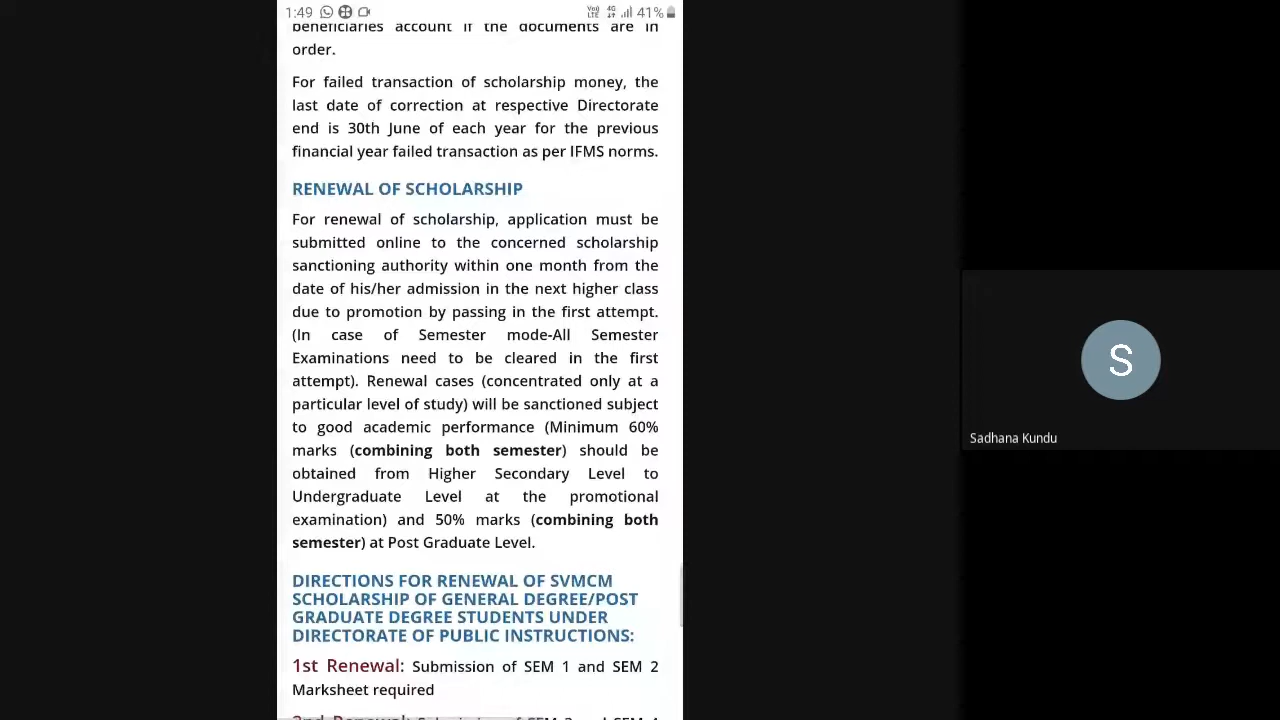 1:49
Vo)
LTE
4G
41%
beneficiaries account if the documents are in
order.
For failed transaction of scholarship money, the
last date of correction at respective Directorate
end is 30th June of each year for the previous
financial year failed transaction as per IFMS norms.
RENEWAL OF SCHOLARSHIP
For renewal of scholarship, application must be
submitted online to the concerned scholarship
sanctioning authority within one month from the
date of his/her admission in the next higher class
due to promotion by passing in the first attempt.
(In case of Semester mode-All Semester
Examinations need to be cleared in the first
attempt). Renewal cases (concentrated only at a
particular level of study) will be sanctioned subject
to good academic performance (Minimum 60%
marks (combining both semester) should be
obtained from Higher Secondary Level to
Undergraduate Level at the promotional
examination) and 50% marks (combining both
semester) at Post Graduate Level.
DIRECTIONS FOR RENEWAL OF SVMCM
SCHOLARSHIP OF GENERAL DEGREE/POST
GRADUATE DEGREE STUDENTS UNDER
DIRECTORATE OF PUBLIC INSTRUCTIONS:
1st Renewal: Submission of SEM 1 and SEM 2
Marksheet required
S
Sadhana Kundu